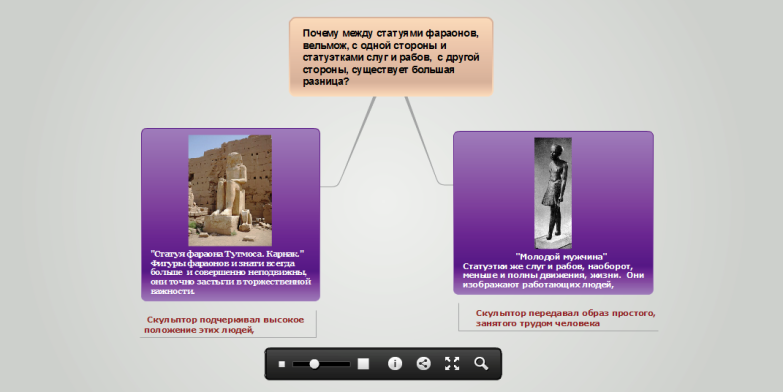 Почему между статуями фараонов,
вельмож, с одной стороны и
статуэтками слуг и рабов, с другой
стороны, существует большая
разница?
"Статуя фараона Тутмоса. Карнак."
Фигуры фараонов и знати всегда
больше и совершенно неподвижны,
они точно застыли в торжественной
важности.
Скульптор подчеркивал высокое
положение этих людей,
"Молодой мужчина"
Статуэтки же слуг и рабов, наоборот,
меньше и полны движения, жизни. Они
изображают работающих людей,
Скульптор передавал образ простого,
занятого трудом человека